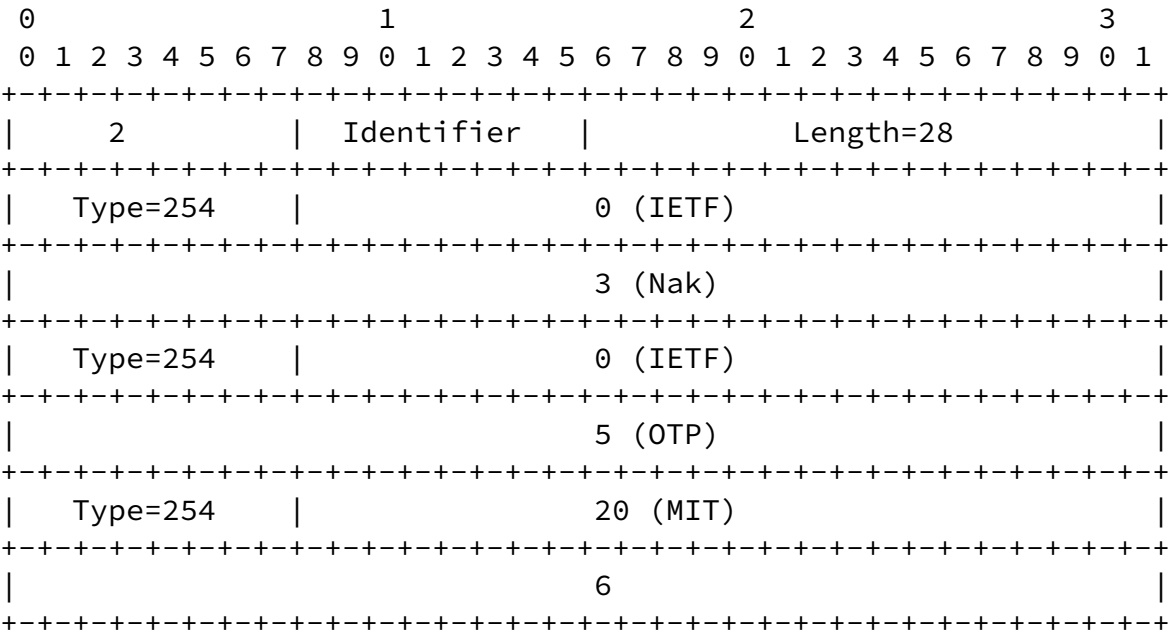 0                   1                   2                   3
 0 1 2 3 4 5 6 7 8 9 0 1 2 3 4 5 6 7 8 9 0 1 2 3 4 5 6 7 8 9 0 1
+-+-+-+-+-+-+-+-+-+-+-+-+-+-+-+-+-+-+-+-+-+-+-+-+-+-+-+-+-+-+-+-+
|     2         |  Identifier   |           Length=28           |
+-+-+-+-+-+-+-+-+-+-+-+-+-+-+-+-+-+-+-+-+-+-+-+-+-+-+-+-+-+-+-+-+
|   Type=254    |                0 (IETF)                       |
+-+-+-+-+-+-+-+-+-+-+-+-+-+-+-+-+-+-+-+-+-+-+-+-+-+-+-+-+-+-+-+-+
|                                3 (Nak)                        |
+-+-+-+-+-+-+-+-+-+-+-+-+-+-+-+-+-+-+-+-+-+-+-+-+-+-+-+-+-+-+-+-+
|   Type=254    |                0 (IETF)                       |
+-+-+-+-+-+-+-+-+-+-+-+-+-+-+-+-+-+-+-+-+-+-+-+-+-+-+-+-+-+-+-+-+
|                                5 (OTP)                        |
+-+-+-+-+-+-+-+-+-+-+-+-+-+-+-+-+-+-+-+-+-+-+-+-+-+-+-+-+-+-+-+-+
|   Type=254    |                20 (MIT)                       |
+-+-+-+-+-+-+-+-+-+-+-+-+-+-+-+-+-+-+-+-+-+-+-+-+-+-+-+-+-+-+-+-+
|                                6                              |
+-+-+-+-+-+-+-+-+-+-+-+-+-+-+-+-+-+-+-+-+-+-+-+-+-+-+-+-+-+-+-+-+